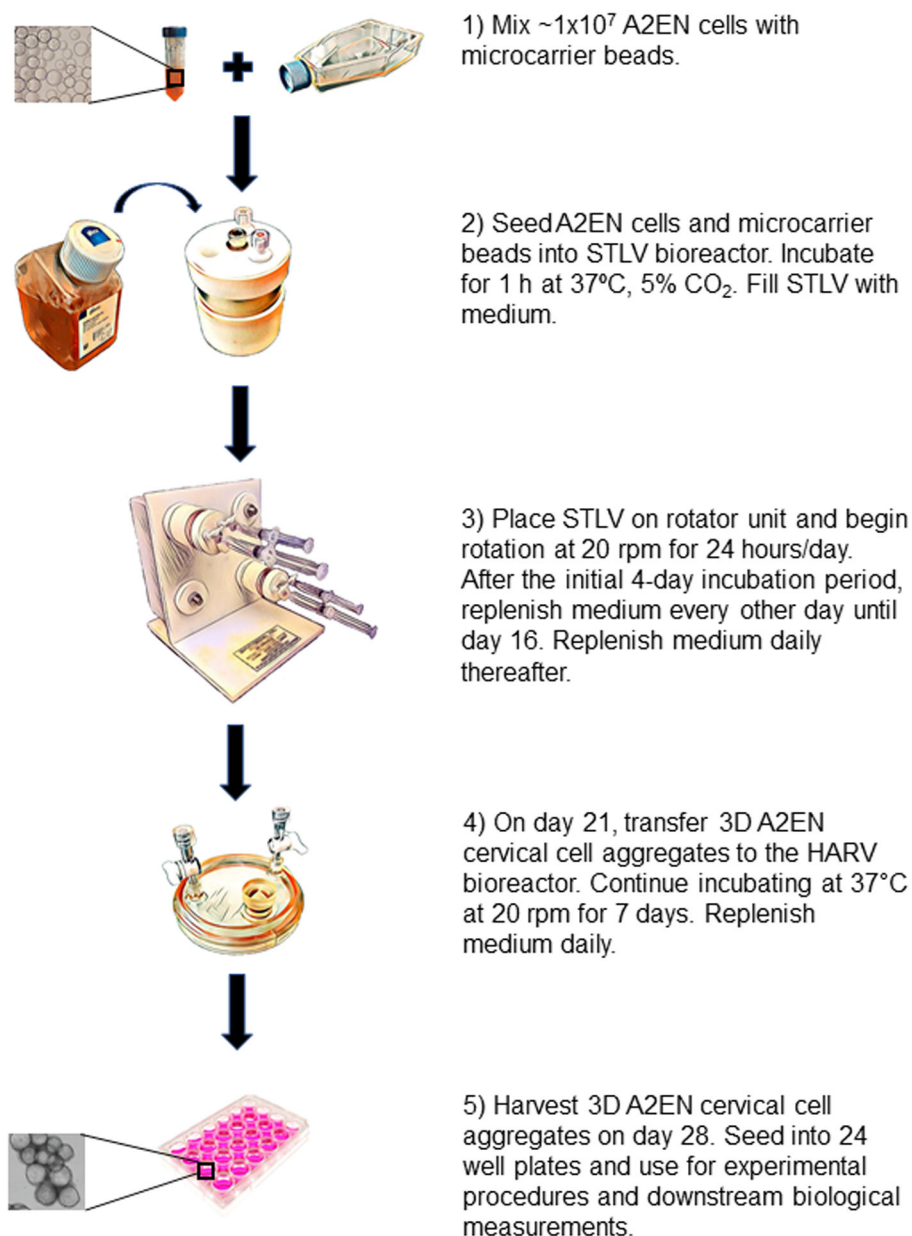 1) Mix ~1x10⁷ A2EN cells with
microcarrier beads.
2) Seed A2EN cells and microcarrier
beads into STLV bioreactor. Incubate
for 1 h at 37ºC, 5% CO₂. Fill STLV with
medium.
3) Place STLV on rotator unit and begin
rotation at 20 rpm for 24 hours/day.
After the initial 4-day incubation period,
replenish medium every other day until
day 16. Replenish medium daily
thereafter.
4) On day 21, transfer 3D A2EN
cervical cell aggregates to the HARV
bioreactor. Continue incubating at 37°C
at 20 rpm for 7 days. Replenish
medium daily.
5) Harvest 3D A2EN cervical cell
aggregates on day 28. Seed into 24
well plates and use for experimental
procedures and downstream biological
measurements.